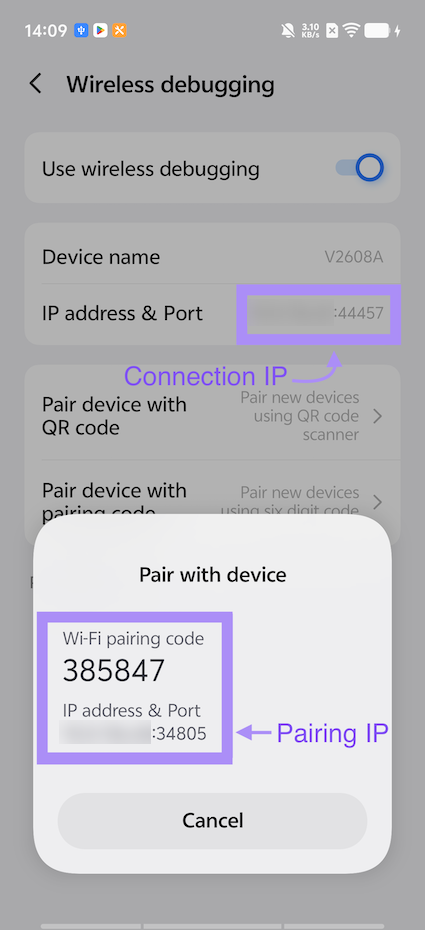 14:09
3.10
KB/s
Wireless debugging
Use wireless debugging
Device name
V2608A
IP address & Port
:44457
Connection IP
Pair device with
QR code
Pair new devices
using QR code
scanner
Pair device with
pairing code
Pair new devices
using six digit code
Pair with device
Wi-Fi pairing code
385847
IP address & Port
:34805
Pairing IP
Cancel